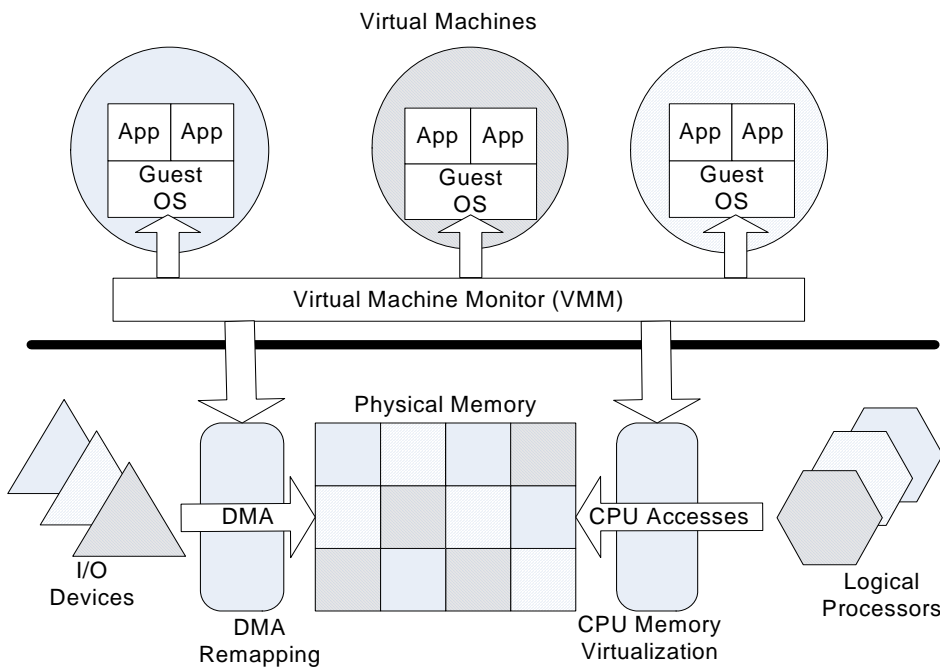 Virtual Machines
App App
Guest
OS
App App
Guest
OS
App App
Guest
OS
Virtual Machine Monitor (VMM)
Physical Memory
DMA
CPU Accesses
I/O
Devices
DMA
Remapping
CPU Memory
Virtualization
Logical
Processors